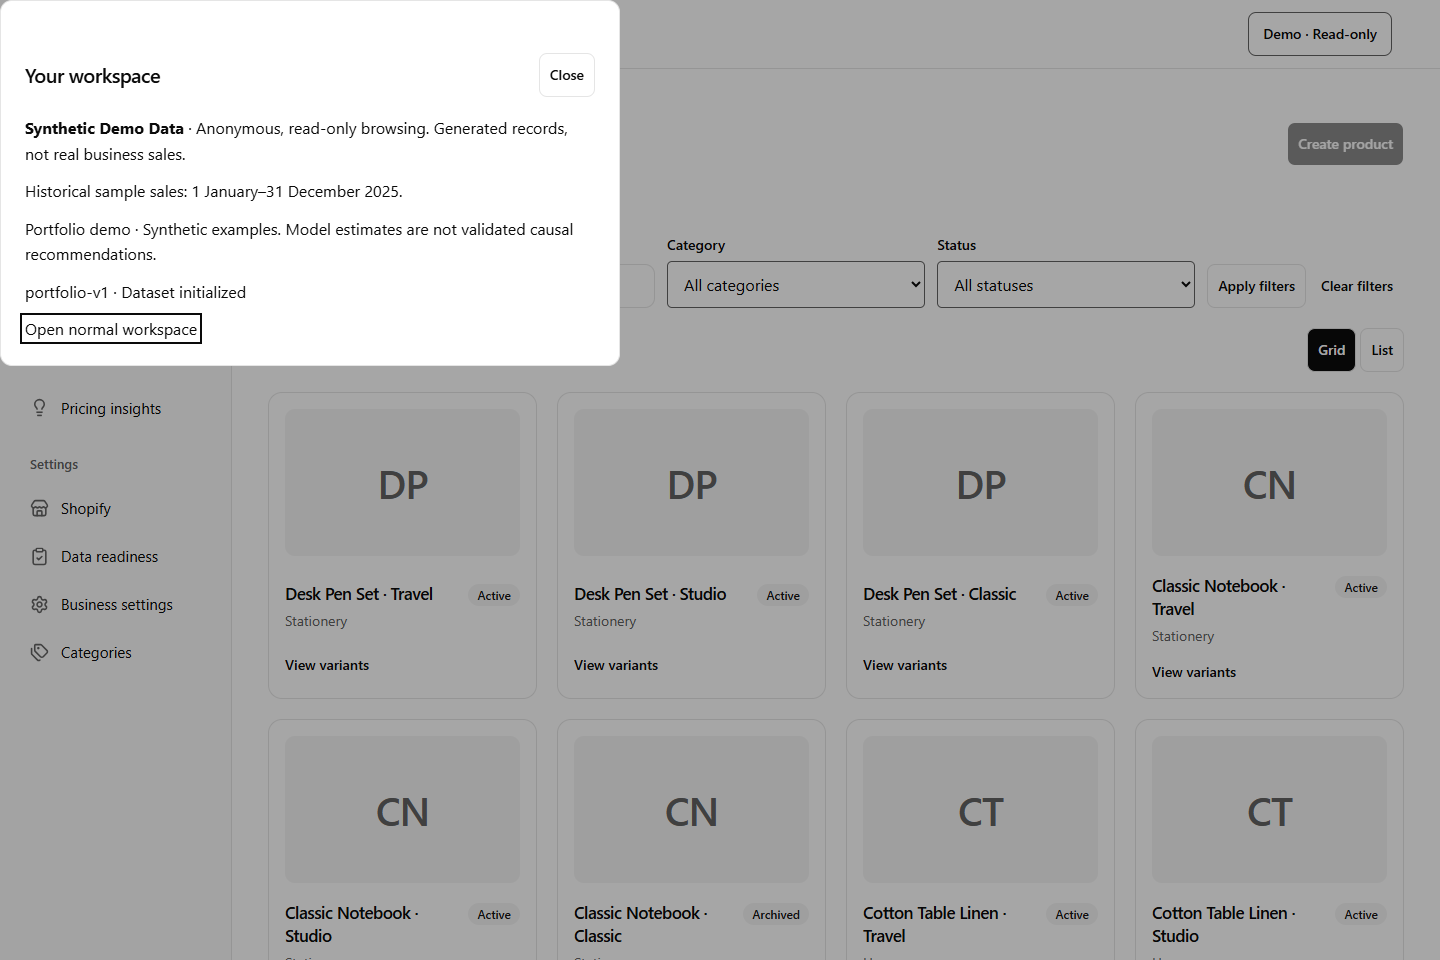 Your workspace
Close
Synthetic Demo Data · Anonymous, read-only browsing. Generated records,
not real business sales.
Historical sample sales: 1 January–31 December 2025.
Portfolio demo · Synthetic examples. Model estimates are not validated causal
recommendations.
portfolio-v1 · Dataset initialized
Open normal workspace
Demo · Read-only
Create product
Category
Status
All categories
All statuses
Apply filters
Clear filters
Grid
List
Pricing insights
Settings
Shopify
Data readiness
Business settings
Categories
DP
Desk Pen Set · Travel
Active
Stationery
View variants
DP
Desk Pen Set · Studio
Active
Stationery
View variants
DP
Desk Pen Set · Classic
Active
Stationery
View variants
CN
Classic Notebook ·
Travel
Active
Stationery
View variants
CN
Classic Notebook ·
Studio
Active
CN
Classic Notebook ·
Classic
Archived
CT
Cotton Table Linen ·
Travel
Active
CT
Cotton Table Linen ·
Studio
Active